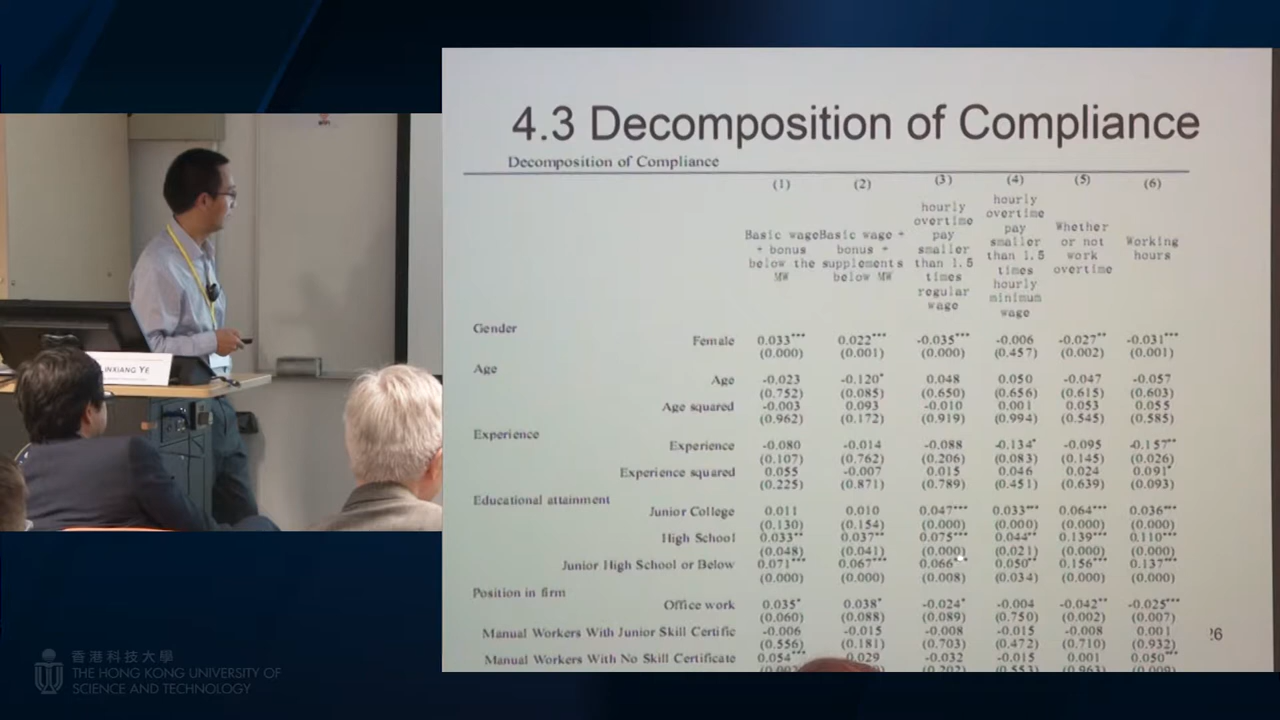 4.3 Decomposition of Compliance
Decomposition of Compliance
(1) (2) (3) (4) (5) (6)
Basic wage + bonus below the MW
Basic wage + bonus + supplements below MW
hourly overtime pay smaller than 1.5 times regular wage
hourly overtime pay smaller than 1.5 times hourly minimum wage
Whether or not work overtime
Working hours
Gender
Female 0.033*** 0.022*** -0.035*** -0.006 -0.027** -0.031***
(0.000) (0.001) (0.000) (0.457) (0.002) (0.001)
Age
Age -0.023 -0.120* 0.048 0.050 -0.047 -0.057
(0.752) (0.085) (0.650) (0.656) (0.615) (0.603)
Age squared -0.003 0.093 -0.010 0.001 0.053 0.055
(0.962) (0.172) (0.919) (0.994) (0.545) (0.585)
Experience
Experience -0.080 -0.014 -0.088 -0.134* -0.095 -0.157**
(0.107) (0.762) (0.206) (0.083) (0.145) (0.026)
Experience squared 0.055 -0.007 0.015 0.046 0.024 0.091*
(0.225) (0.871) (0.789) (0.451) (0.639) (0.093)
Educational attainment
Junior College 0.011 0.010 0.047*** 0.033*** 0.064*** 0.036***
(0.130) (0.154) (0.000) (0.000) (0.000) (0.000)
High School 0.033** 0.037** 0.075*** 0.044** 0.139*** 0.110***
(0.048) (0.041) (0.000) (0.021) (0.000) (0.000)
Junior High School or Below 0.071*** 0.067*** 0.066*** 0.050** 0.156*** 0.137***
(0.000) (0.000) (0.008) (0.034) (0.000) (0.000)
Position in firm
Office work 0.035* 0.038* -0.024* -0.004 -0.042** -0.025***
(0.060) (0.088) (0.089) (0.750) (0.002) (0.007)
Manual Workers With Junior Skill Certific -0.006 -0.015 -0.008 -0.015 -0.008 0.001
(0.556) (0.181) (0.703) (0.472) (0.710) (0.932)
Manual Workers With No Skill Certificate 0.054*** 0.029 -0.032 -0.015 0.001 0.050***
26
INXIANG YE
香港科技大學
THE HONG KONG UNIVERSITY OF
SCIENCE AND TECHNOLOGY